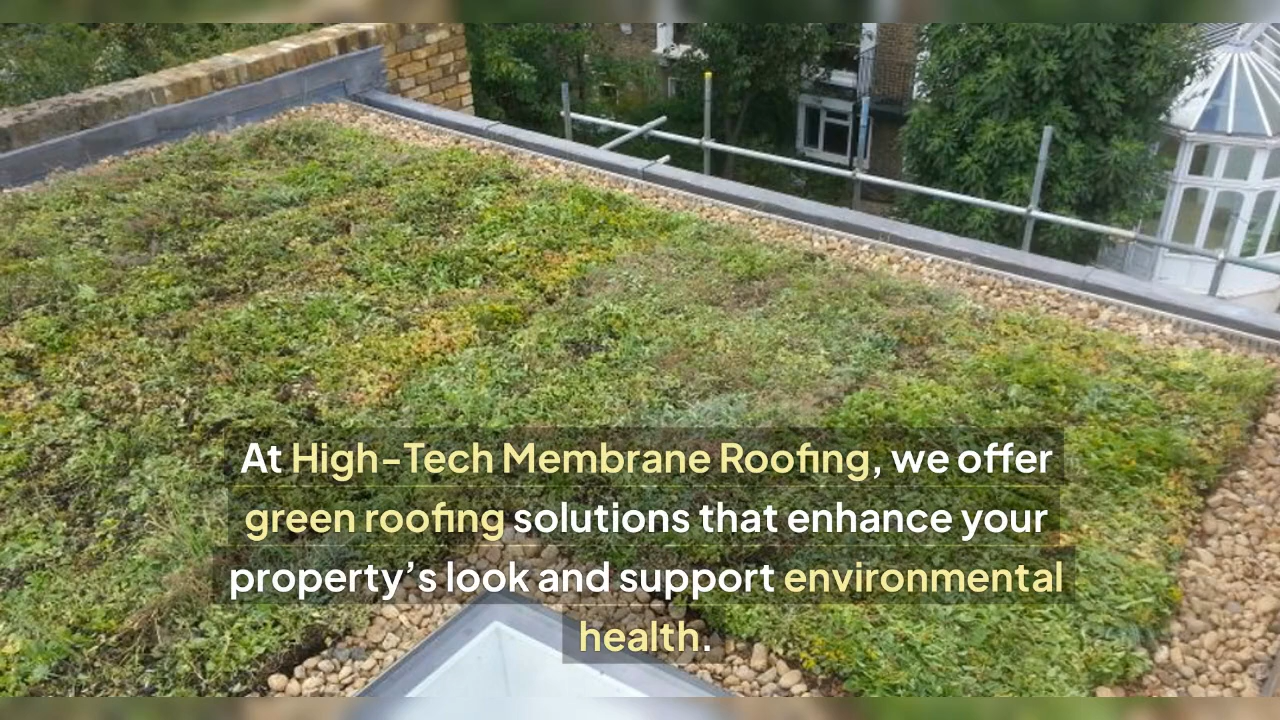 At High-Tech Membrane Roofing, we offer
green roofing solutions that enhance your
property’s look and support environmental
health.